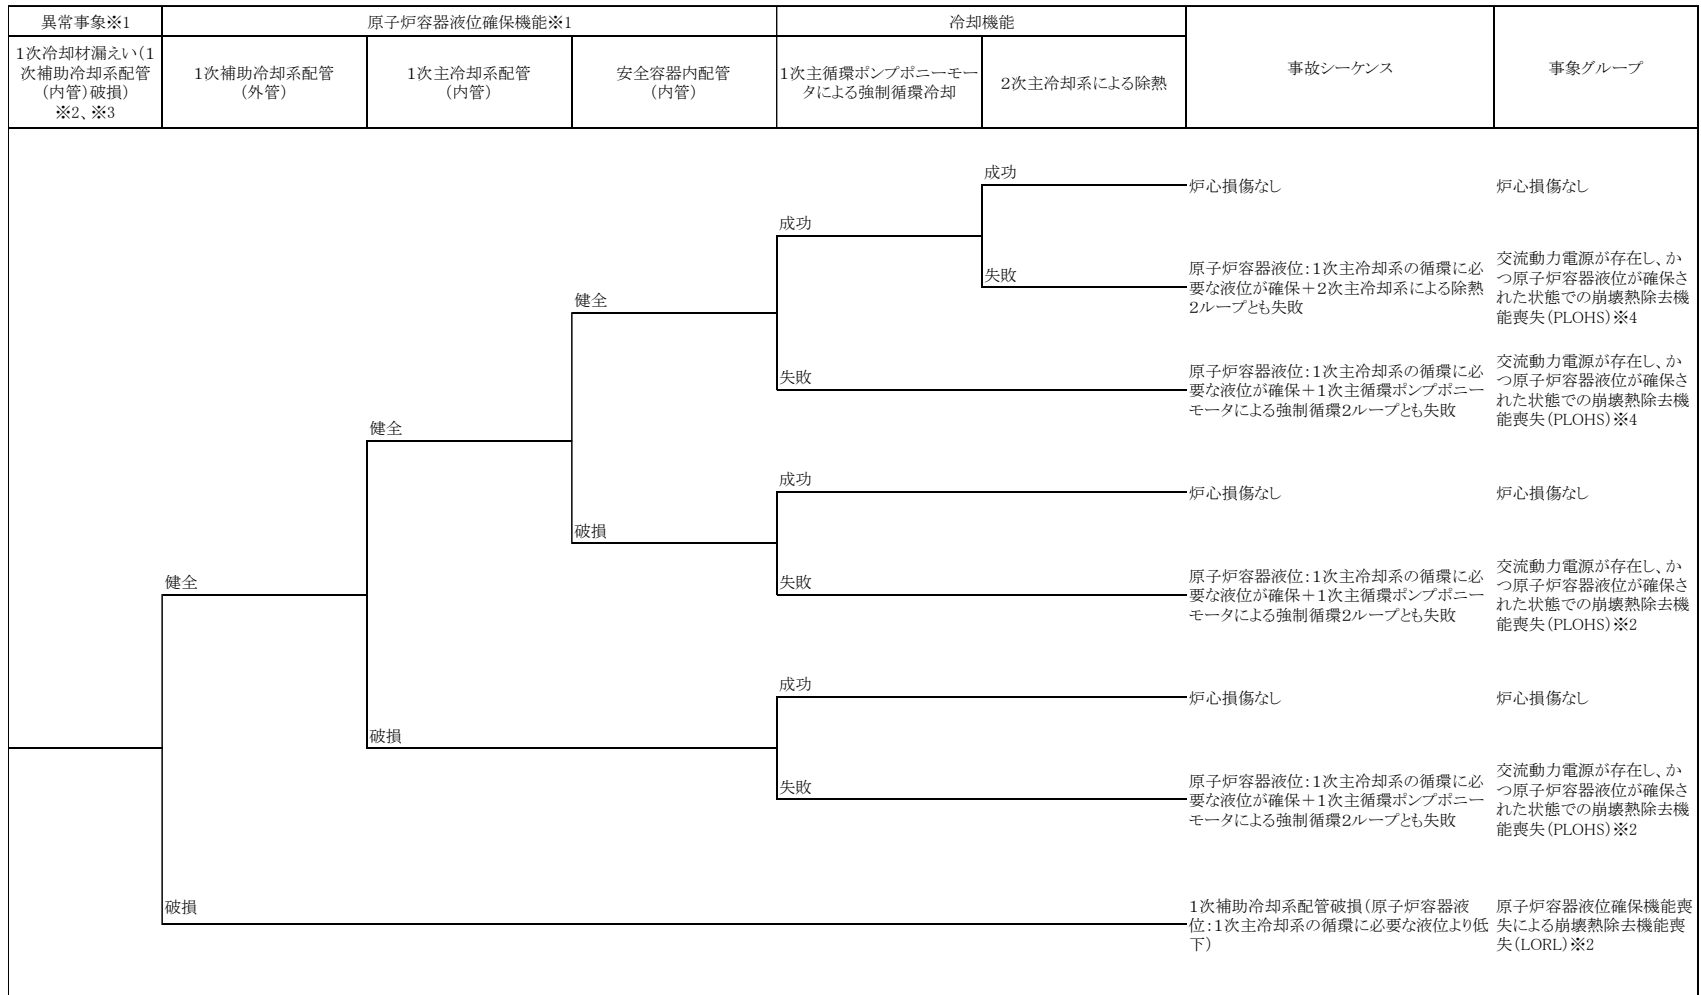 異常事象※1
原子炉容器液位確保機能※1
冷却機能
事故シーケンス
事象グループ
1次冷却材漏えい(1
次補助冷却系配管
(内管)破損)
※2、※3
1次補助冷却系配管
(外管)
1次主冷却系配管
(内管)
安全容器内配管
(内管)
1次主循環ポンプポニーモー
タによる強制循環冷却
2次主冷却系による除熱
成功
炉心損傷なし
炉心損傷なし
成功
失敗
原子炉容器液位:1次主冷却系の循環に必
要な液位が確保+2次主冷却系による除熱
2ループとも失敗
交流動力電源が存在し、か
つ原子炉容器液位が確保さ
れた状態での崩壊熱除去機
能喪失(PLOHS)※4
健全
失敗
原子炉容器液位:1次主冷却系の循環に必
要な液位が確保+1次主循環ポンプポニー
モータによる強制循環2ループとも失敗
交流動力電源が存在し、か
つ原子炉容器液位が確保さ
れた状態での崩壊熱除去機
能喪失(PLOHS)※4
健全
成功
炉心損傷なし
炉心損傷なし
破損
失敗
原子炉容器液位:1次主冷却系の循環に必
要な液位が確保+1次主循環ポンプポニー
モータによる強制循環2ループとも失敗
交流動力電源が存在し、か
つ原子炉容器液位が確保さ
れた状態での崩壊熱除去機
能喪失(PLOHS)※2
健全
成功
炉心損傷なし
炉心損傷なし
破損
失敗
原子炉容器液位:1次主冷却系の循環に必
要な液位が確保+1次主循環ポンプポニー
モータによる強制循環2ループとも失敗
交流動力電源が存在し、か
つ原子炉容器液位が確保さ
れた状態での崩壊熱除去機
能喪失(PLOHS)※2
破損
1次補助冷却系配管破損(原子炉容器液
位:1次主冷却系の循環に必要な液位より低
下)
原子炉容器液位確保機能喪
失による崩壊熱除去機能喪
失(LORL)※2